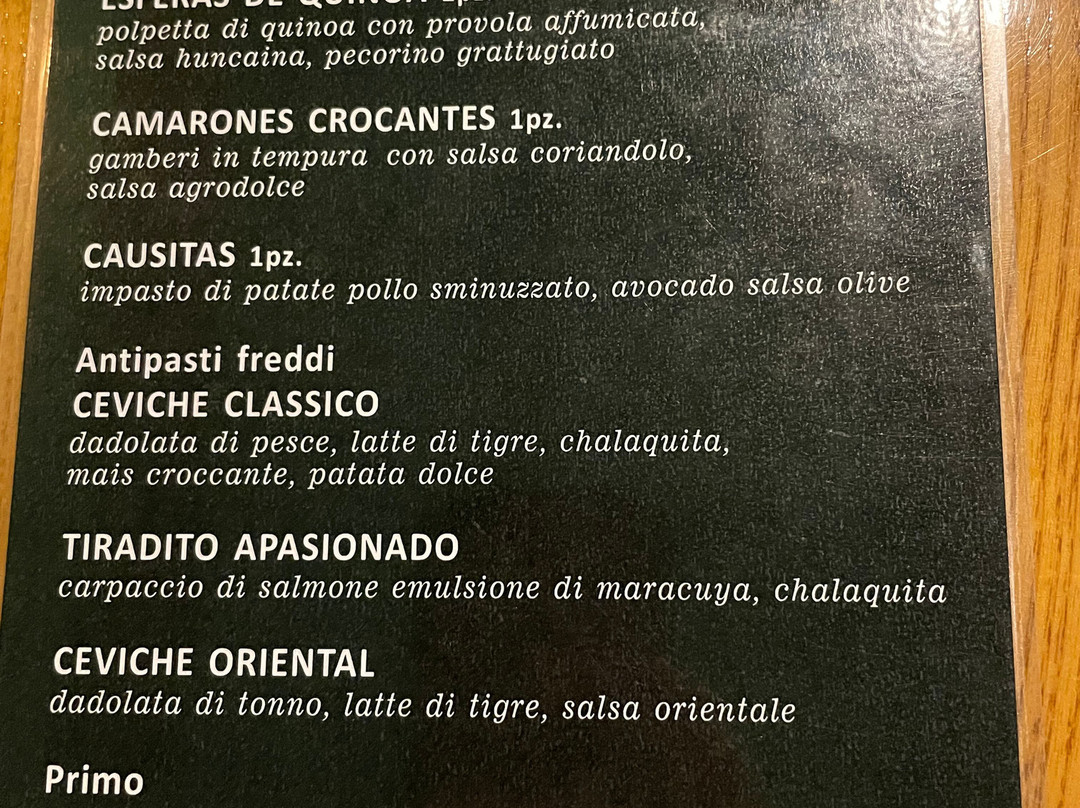 ESFERAS DE QUINOA
polpetta di quinoa con provola affumicata,
salsa huncaina, pecorino grattugiato
CAMARONES CROCANTES 1pz.
gamberi in tempura con salsa coriandolo,
salsa agrodolce
CAUSITAS 1pz.
impasto di patate pollo sminuzzato, avocado salsa olive
Antipasti freddi
CEVICHE CLASSICO
dadolata di pesce, latte di tigre, chalaquita,
mais croccante, patata dolce
TIRADITO APASIONADO
carpaccio di salmone emulsione di maracuya, chalaquita
CEVICHE ORIENTAL
dadolata di tonno, latte di tigre, salsa orientale
Primo